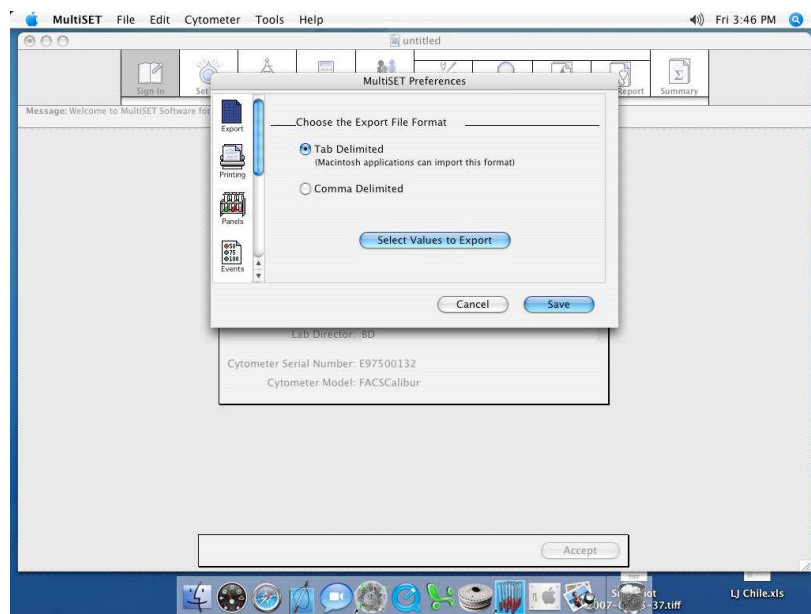 MultiSET File Edit Cytometer Tools Help Fri 3:46 PM
untitled
Sign In Set Report Summary
MultiSET Preferences
Message: Welcome to MultiSET Software for
Export
Choose the Export File Format
Tab Delimited
(Macintosh applications can import this format)
Printing
Comma Delimited
Panels
Select Values to Export
Events
Cancel Save
Lab Director: BD
Cytometer Serial Number: E97500132
Cytometer Model: FACSCalibur
Accept
LJ Chile.xls